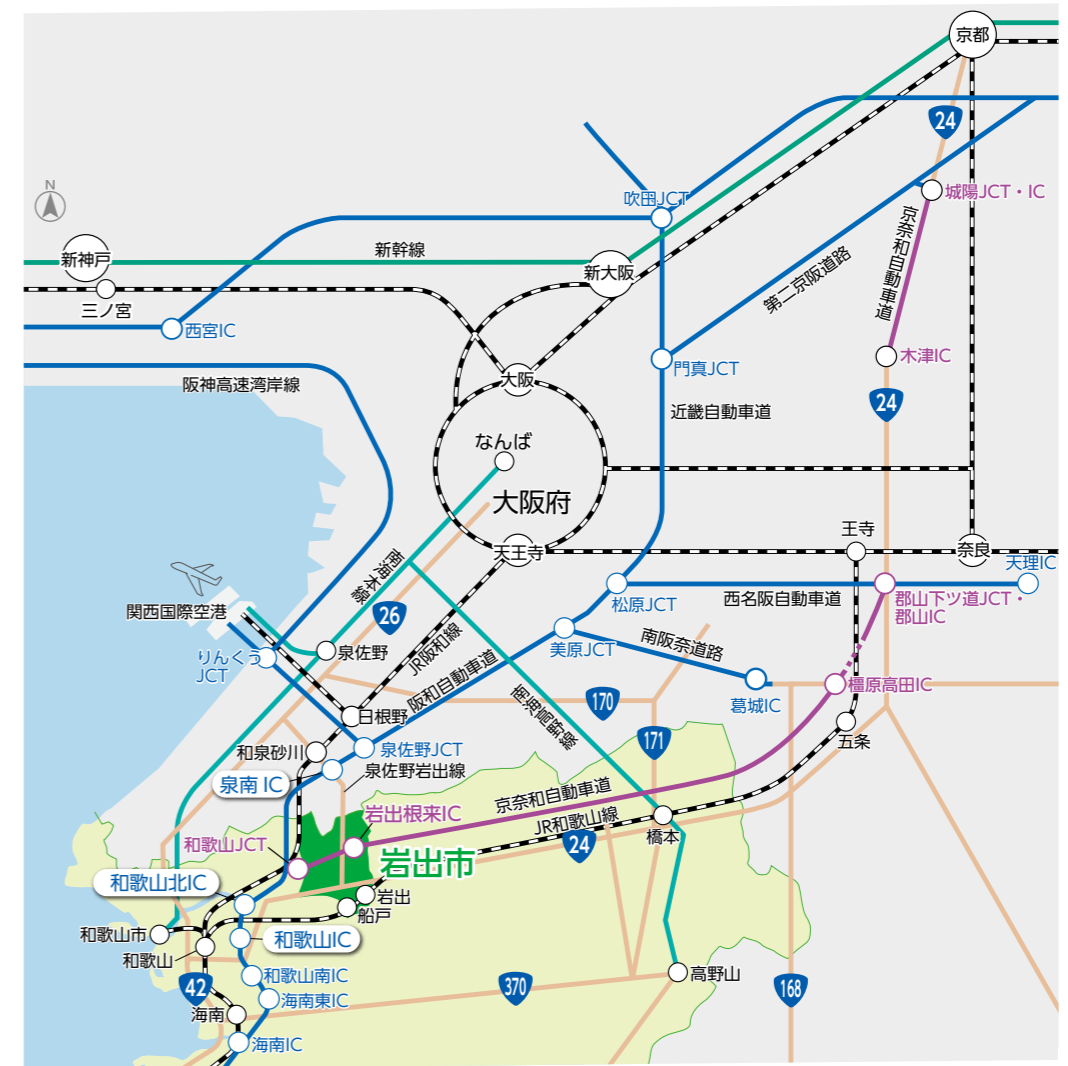 京都
24
N
吹田JCT
城陽JCT・IC
京奈和自動車道
新幹線
新神戸
新大阪
三ノ宮
第二京阪道路
西宮IC
木津IC
門真JCT
阪神高速湾岸線
大阪
24
近畿自動車道
なんば
大阪府
王寺
天王寺
奈良
天理IC
南海本線
松原JCT
西名阪自動車道
郡山下ツ道JCT・
郡山IC
関西国際空港
26
JR阪和線
泉佐野
りんくう
JCT
美原JCT
南阪奈道路
阪和自動車道
南海高野線
葛城IC
橿原高田IC
170
日根野
171
五条
和泉砂川
泉佐野JCT
泉佐野岩出線
泉南 IC
京奈和自動車道
岩出根来IC
JR和歌山線
橋本
24
和歌山JCT
岩出市
和歌山北IC
岩出
船戸
和歌山市
和歌山IC
和歌山
和歌山南IC
高野山
42
370
168
海南東IC
海南
海南IC